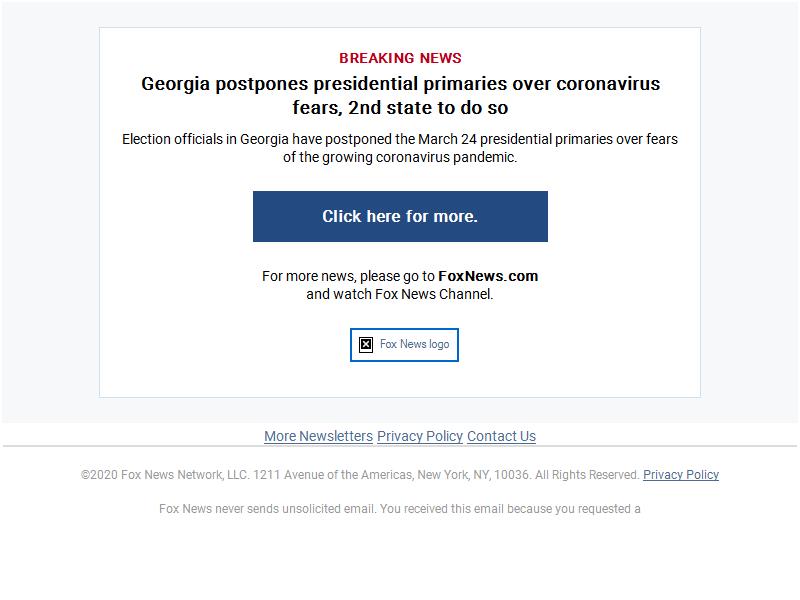 BREAKING NEWS
Georgia postpones presidential primaries over coronavirus
fears, 2nd state to do so
Election officials in Georgia have postponed the March 24 presidential primaries over fears
of the growing coronavirus pandemic.
Click here for more.
For more news, please go to FoxNews.com
and watch Fox News Channel.
Fox News logo
More Newsletters Privacy Policy Contact Us
©2020 Fox News Network, LLC. 1211 Avenue of the Americas, New York, NY, 10036. All Rights Reserved. Privacy Policy
Fox News never sends unsolicited email. You received this email because you requested a